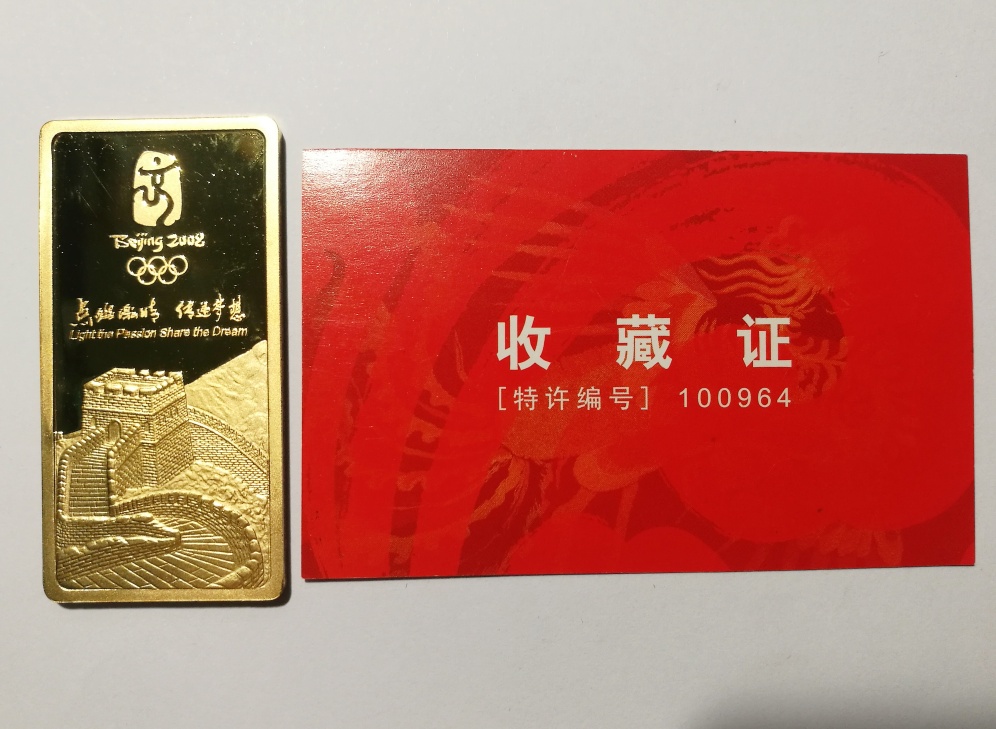 Beijing 2008
点燃激情 传递梦想
Light the Passion Share the Dream
收藏证
[特许编号] 100964